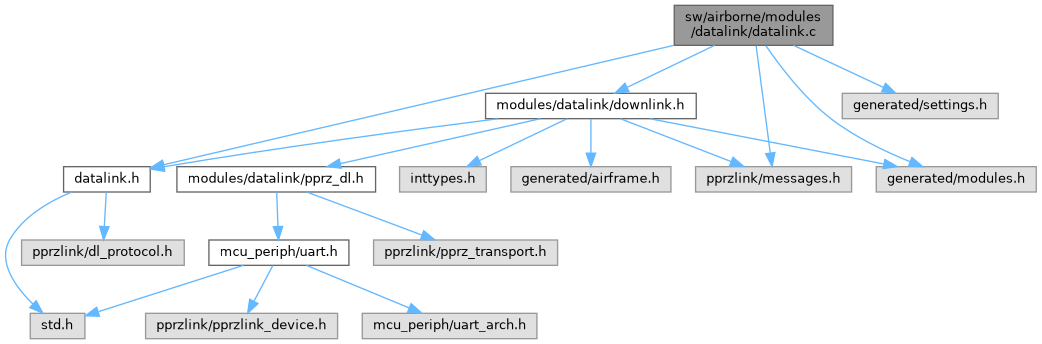 sw/airborne/modules
/datalink/datalink.c
modules/datalink/downlink.h
generated/settings.h
datalink.h
modules/datalink/pprz_dl.h
inttypes.h
generated/airframe.h
pprzlink/messages.h
generated/modules.h
pprzlink/dl_protocol.h
mcu_periph/uart.h
pprzlink/pprz_transport.h
std.h
pprzlink/pprzlink_device.h
mcu_periph/uart_arch.h